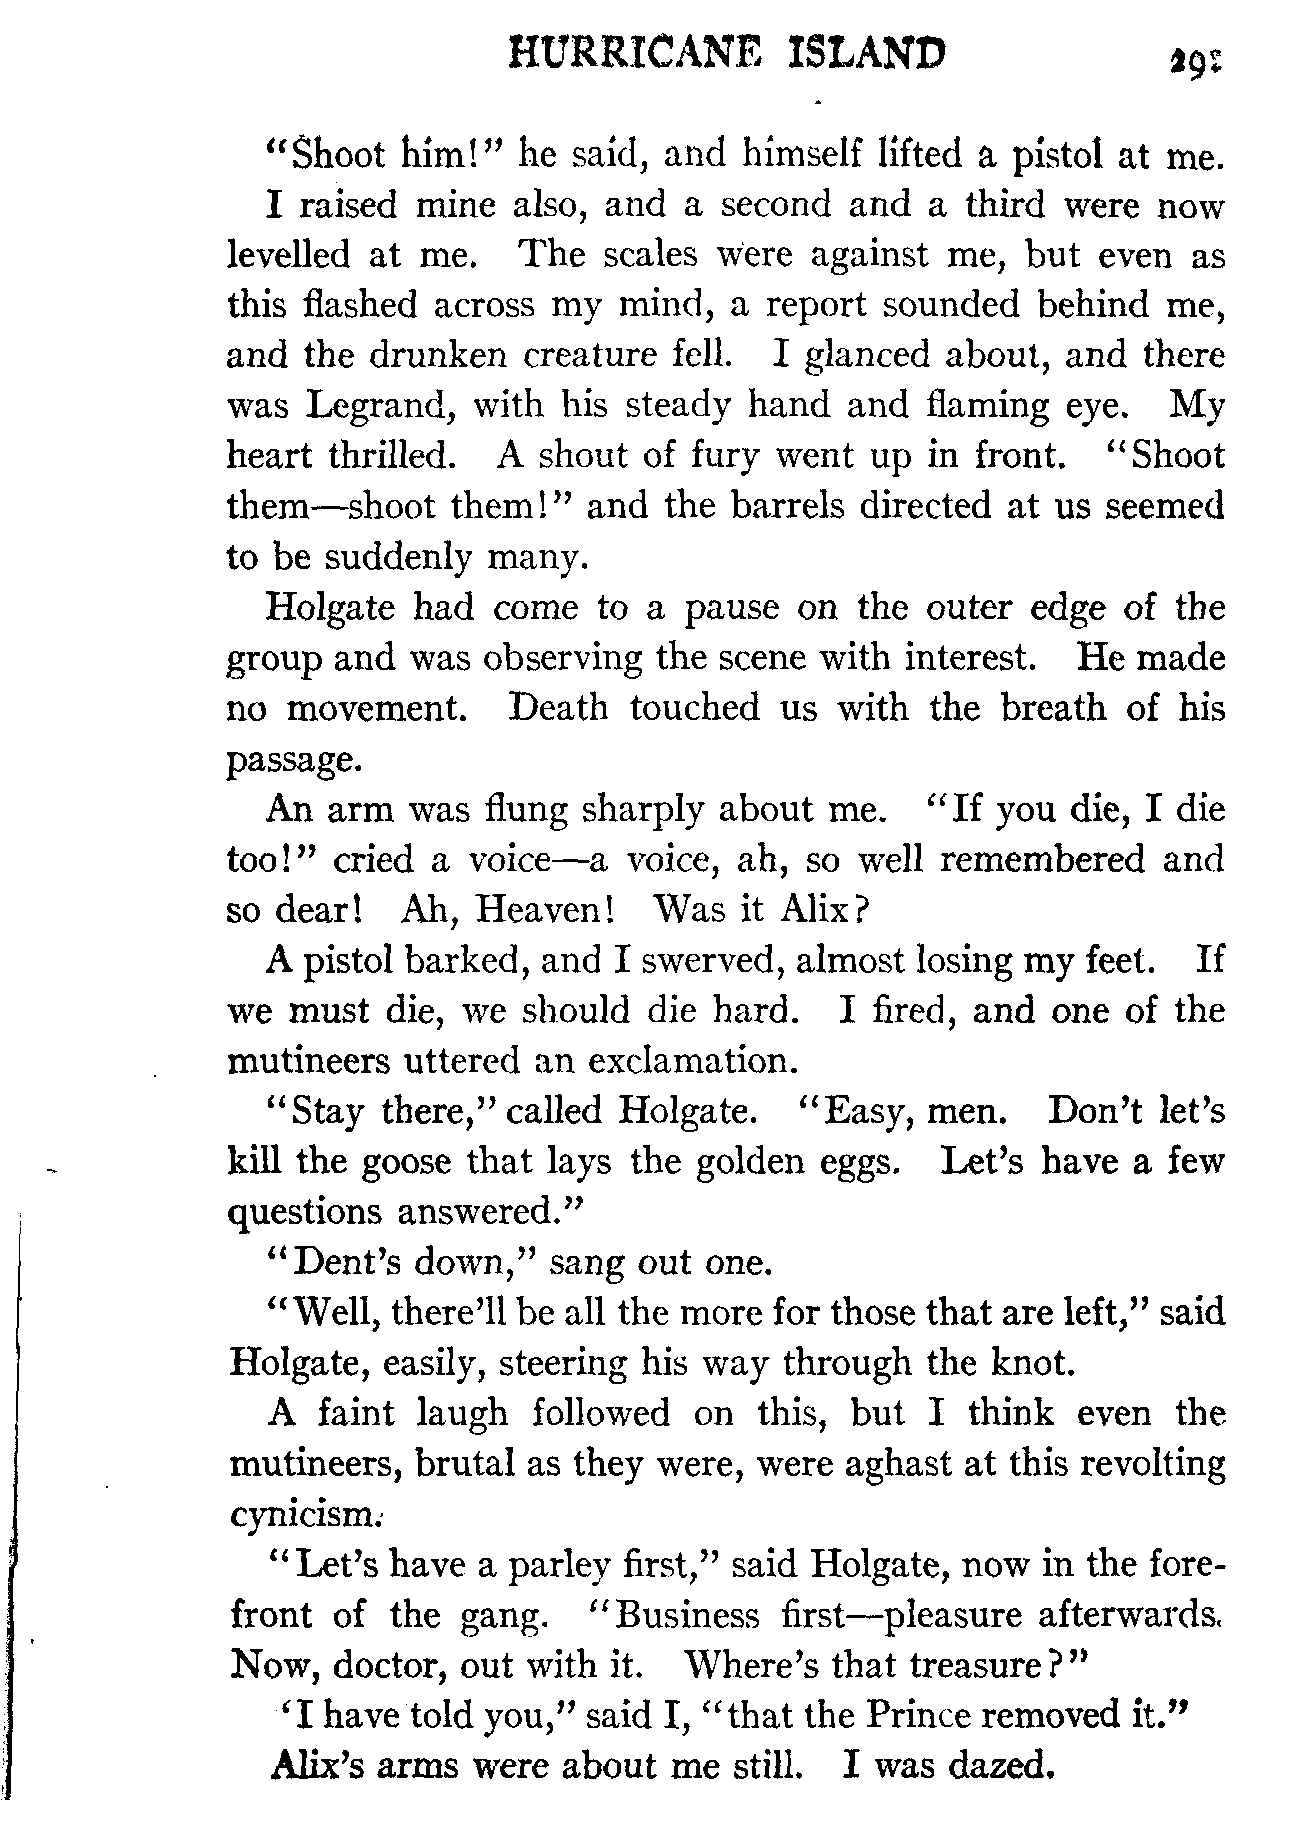 HURRICANE ISLAND
"Shoot him!" he said, and himself lifted a pistol at me.
I raised mine also, and a second and a third were now
levelled at me. The scales were against me, but even as
this flashed across my mind, a report sounded behind me,
and the drunken creature fell. I glanced about, and there
was Legrand, with his steady hand and flaming eye. My
heart thrilled. A shout of fury went up in front. "Shoot
them—shoot them!" and the barrels directed at us seemed
to be suddenly many.
Holgate had come to a pause on the outer edge of the
group and was observing the scene with interest. He made
no movement. Death touched us with the breath of his
passage.
An arm was flung sharply about me. "If you die, I die
too!" cried a voice—a voice, ah, so well remembered and
so dear! Ah, Heaven! Was it Alix?
A pistol barked, and I swerved, almost losing my feet. If
we must die, we should die hard. I fired, and one of the
mutineers uttered an exclamation.
"Stay there," called Holgate. "Easy, men. Don't let's
kill the goose that lays the golden eggs. Let's have a few
questions answered."
"Dent's down," sang out one.
"Well, there'll be all the more for those that are left," said
Holgate, easily, steering his way through the knot.
A faint laugh followed on this, but I think even the
mutineers, brutal as they were, were aghast at this revolting
cynicism.
"Let's have a parley first," said Holgate, now in the fore-
front of the gang. "Business first—pleasure afterwards.
Now, doctor, out with it. Where's that treasure?"
'I have told you," said I, "that the Prince removed it."
Alix's arms were about me still. I was dazed.